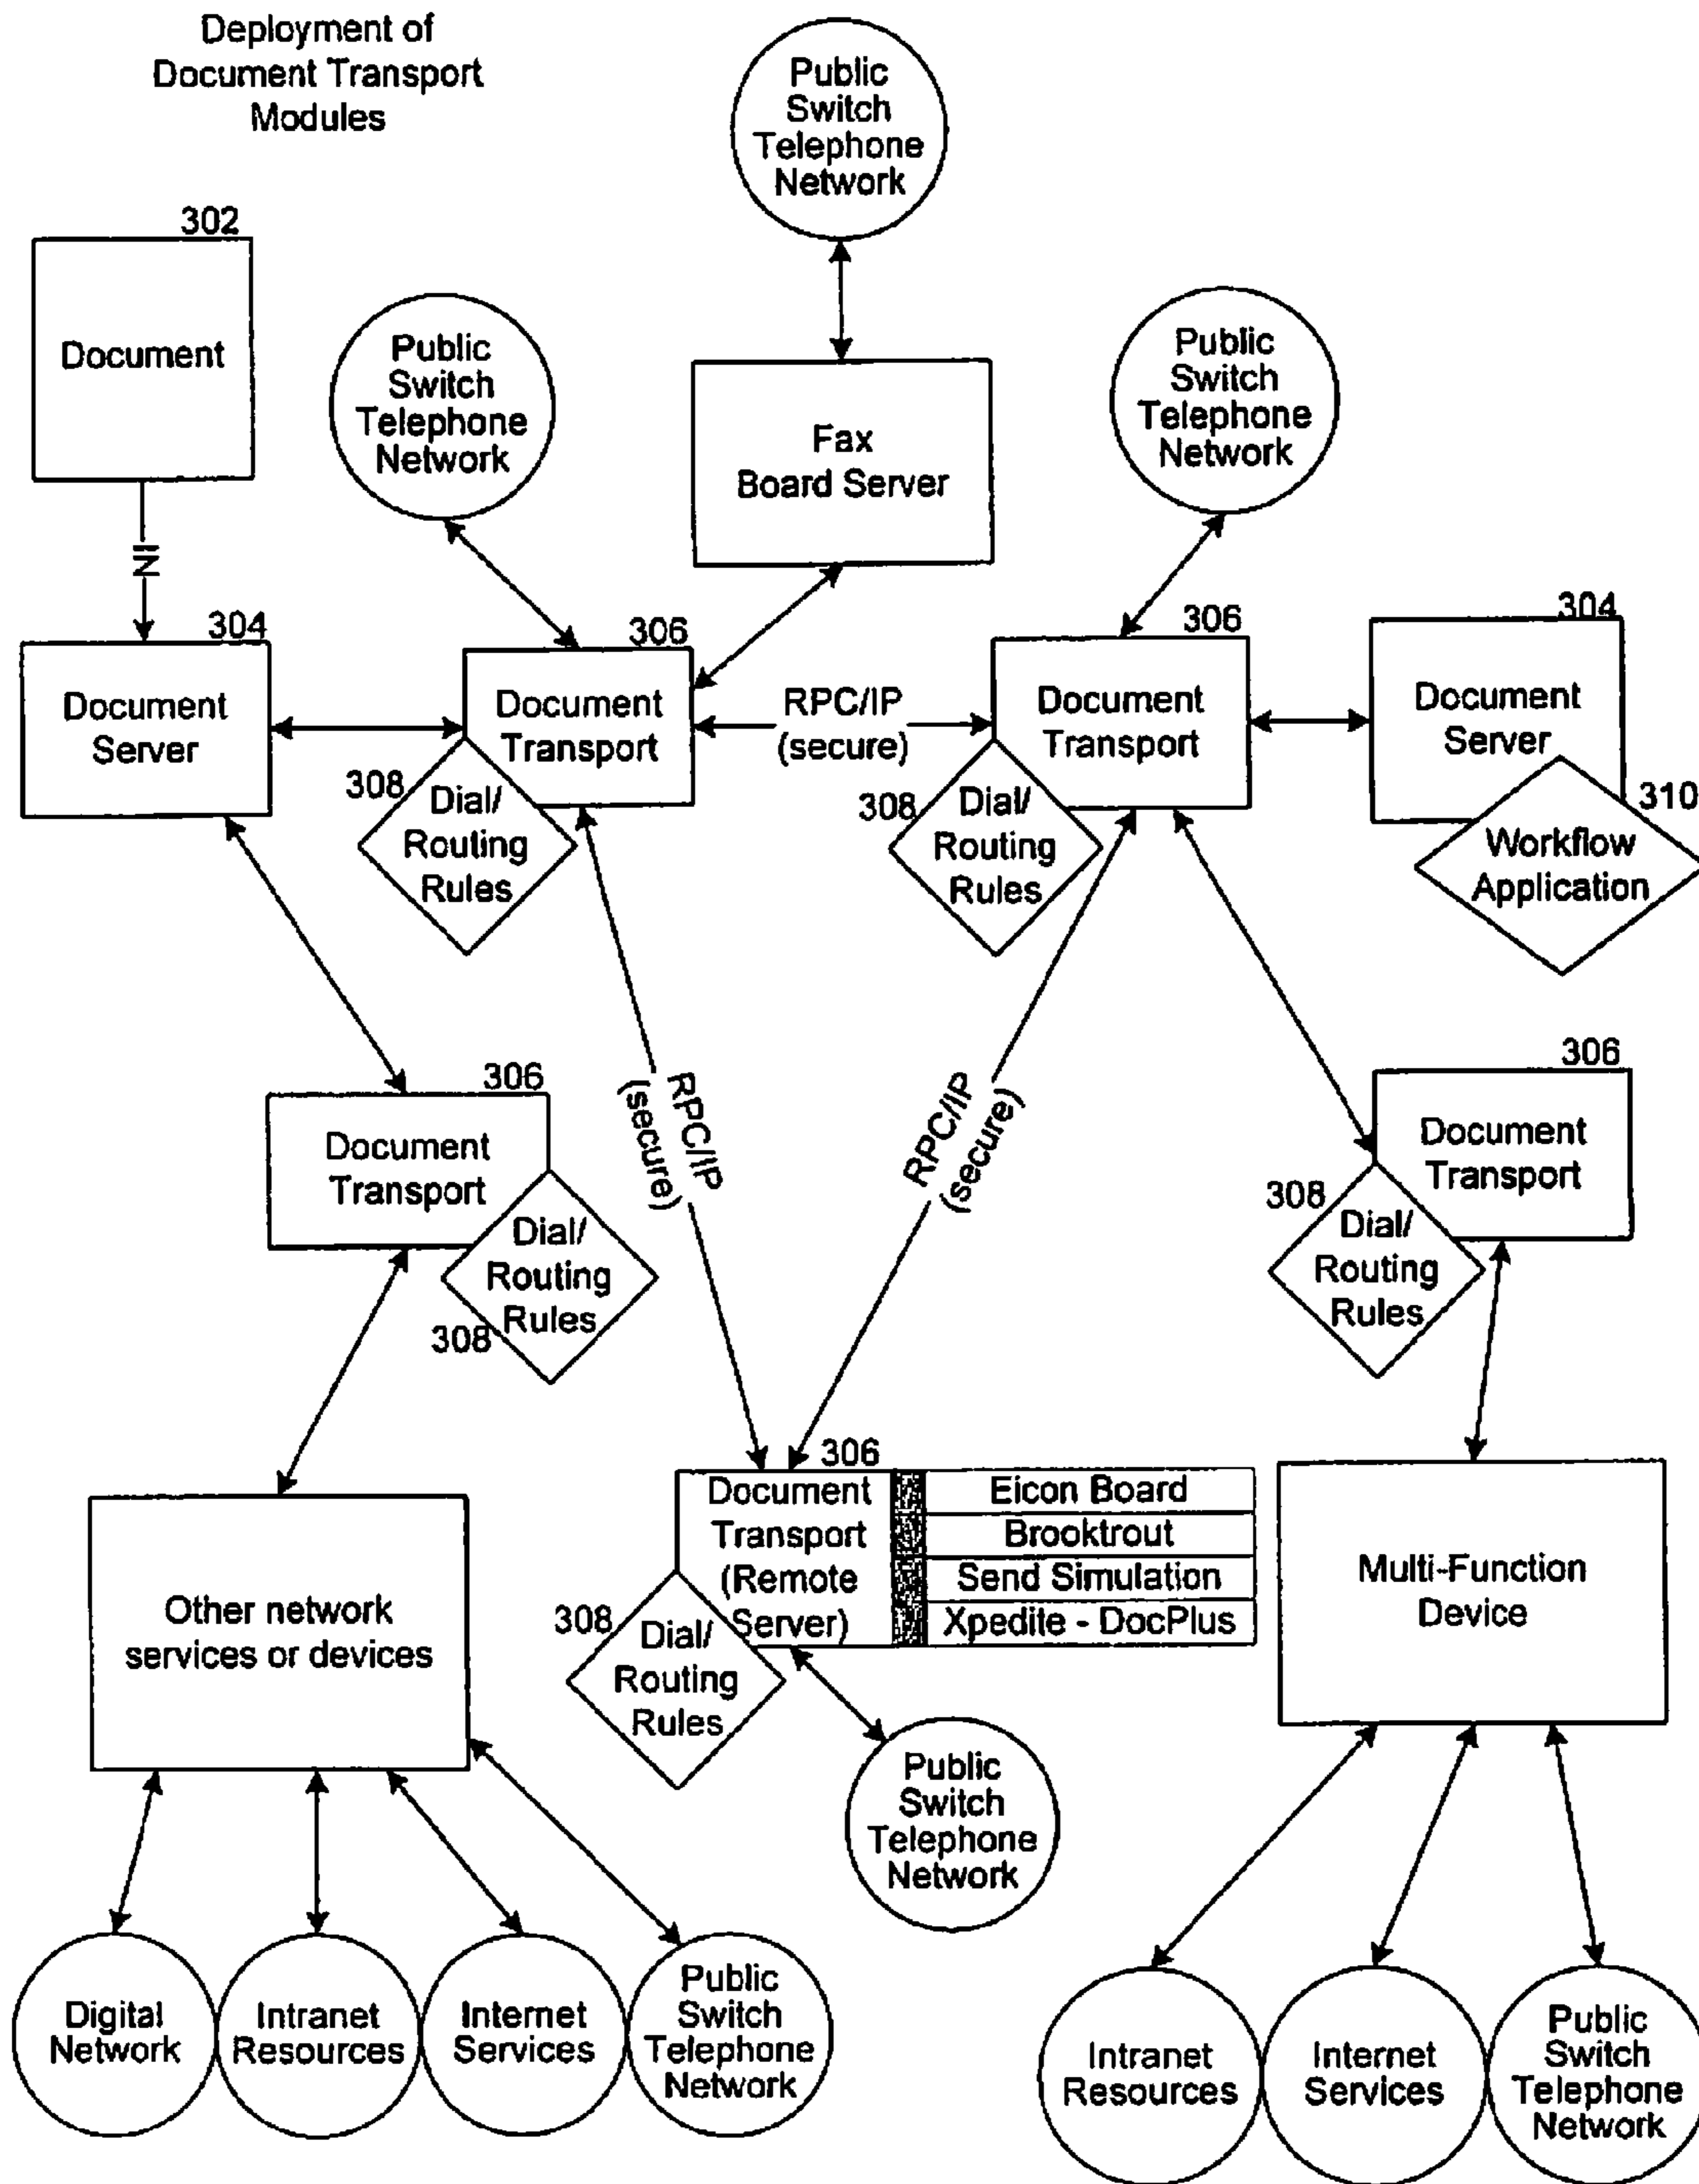 Deployment of
Document Transport
Modules
Public
Switch
Telephone
Network
302
Document
Public
Switch
Telephone
Network
Fax
Board Server
Public
Switch
Telephone
Network
IN
304
Document
Server
306
Document
Transport
308
Dial/
Routing
Rules
RPC/IP
(secure)
306
Document
Transport
308
Dial/
Routing
Rules
304
Document
Server
310
Workflow
Application
306
Document
Transport
308
Dial/
Routing
Rules
RPC/IP
(secure)
RPC/IP
(secure)
306
Document
Transport
308
Dial/
Routing
Rules
Other network
services or devices
306
Document
Transport
(Remote
Server)
308
Dial/
Routing
Rules
Eicon Board
Brooktrout
Send Simulation
Xpedite - DocPlus
Multi-Function
Device
Public
Switch
Telephone
Network
Digital
Network
Intranet
Resources
Internet
Services
Public
Switch
Telephone
Network
Intranet
Resources
Internet
Services
Public
Switch
Telephone
Network